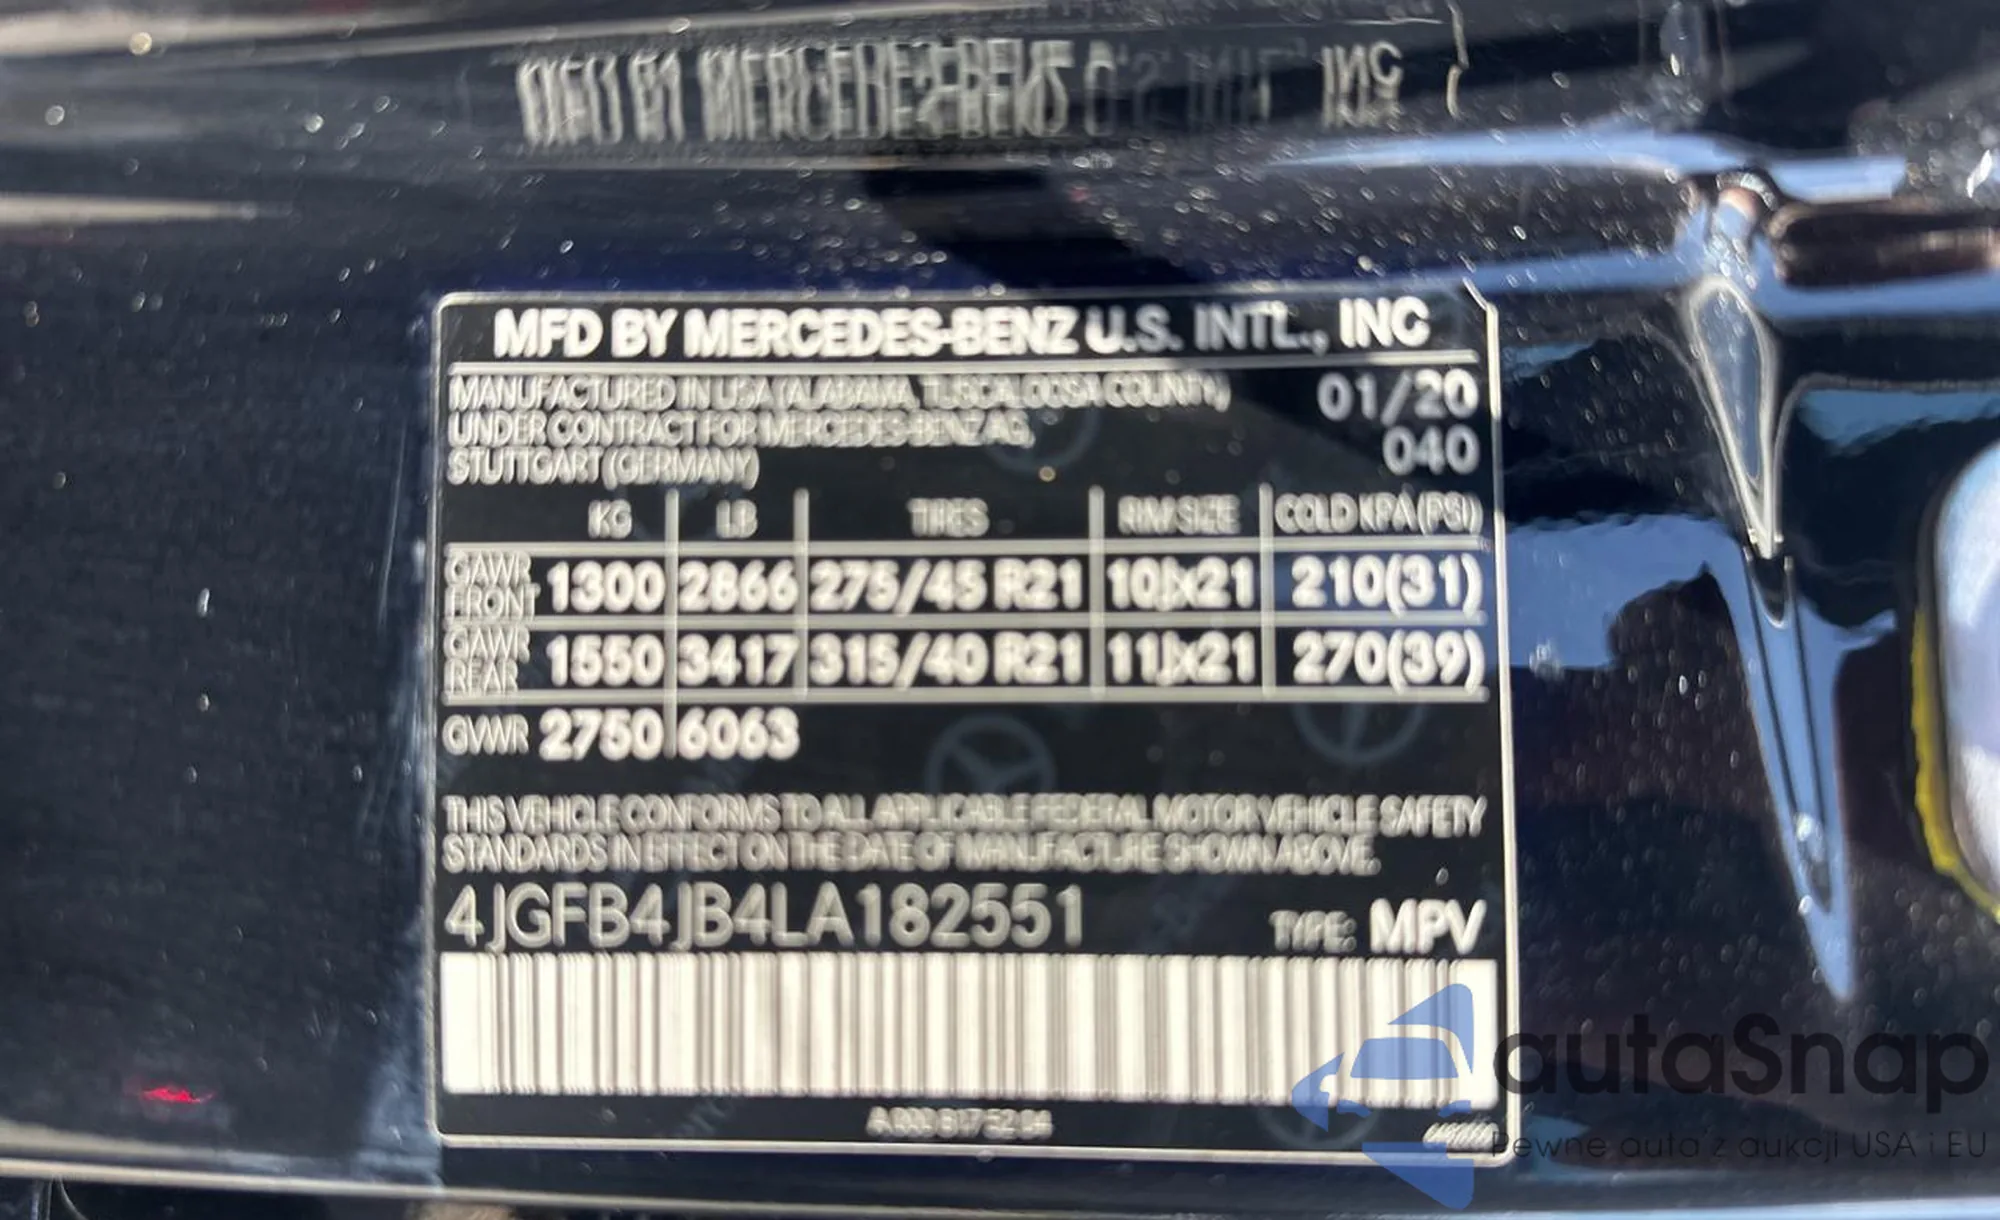 MFD BY MERCEDES-BENZ U.S. INTL., INC
MANUFACTURED IN USA (ALABAMA, TUSCALOOSA COUNTY) 01/20
UNDER CONTRACT FOR MERCEDES-BENZ AG, 040
STUTTGART (GERMANY)
KG LB TIRES RIM SIZE COLD KPA (PSI)
GAWR FRONT 1300 2866 275/45 R21 10Jx21 210(31)
GAWR REAR 1550 3417 315/40 R21 11Jx21 270(39)
GVWR 2750 6063
THIS VEHICLE CONFORMS TO ALL APPLICABLE FEDERAL MOTOR VEHICLE SAFETY
STANDARDS IN EFFECT ON THE DATE OF MANUFACTURE SHOWN ABOVE.
4JGFB4JB4LA182551 TYPE: MPV
A 000 817 52 04
autaSnap
Pewne auta z aukcji USA i EU